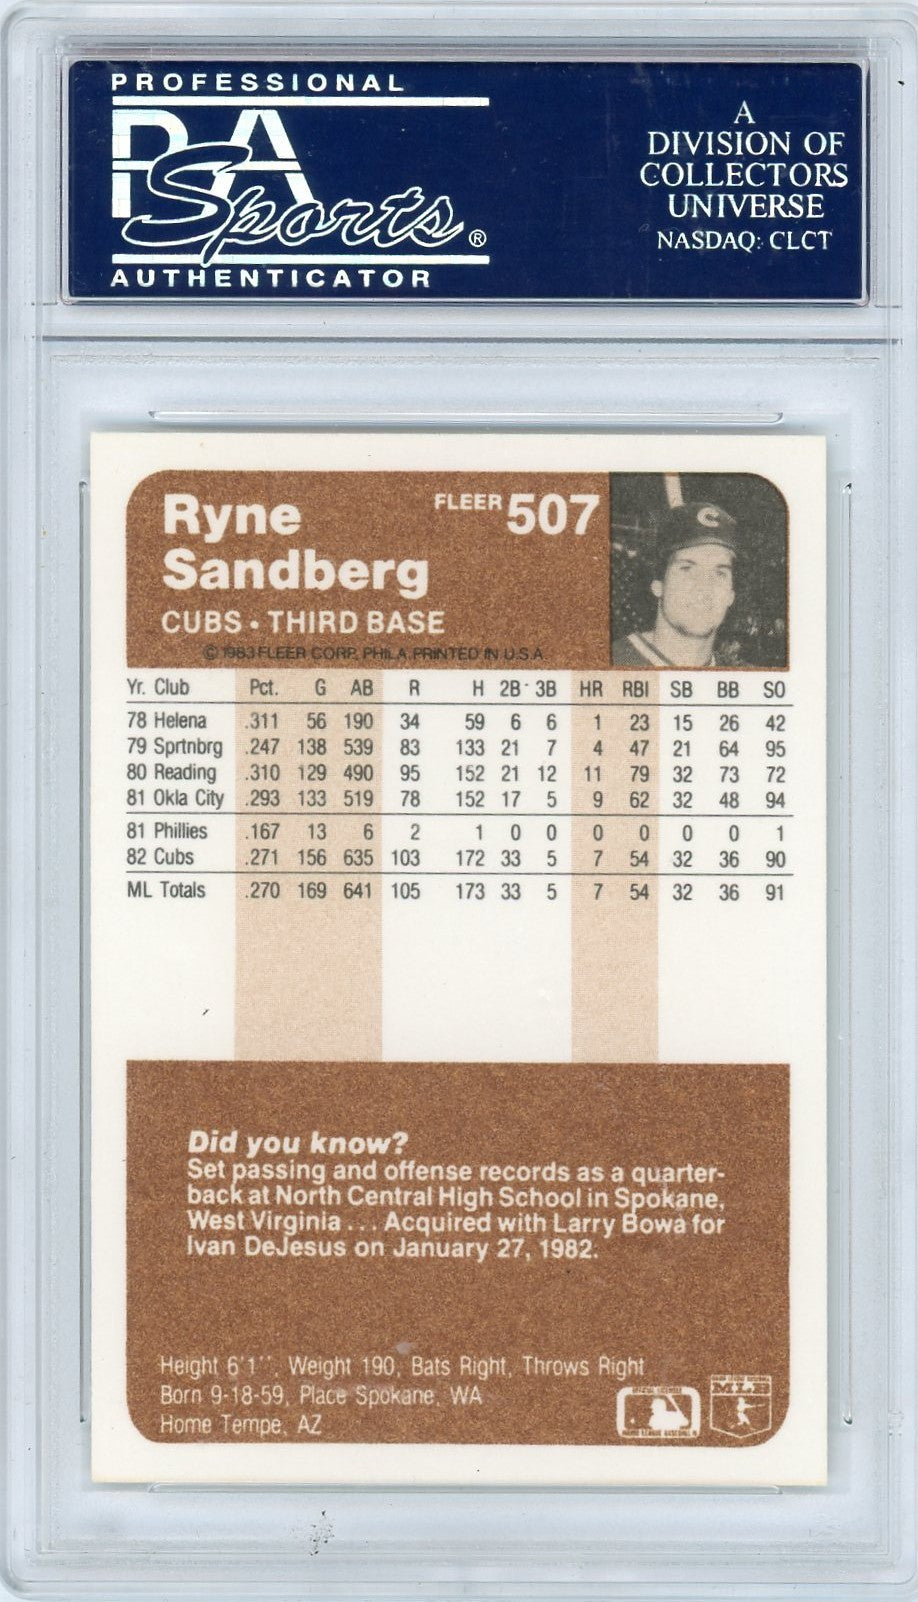 PROFESSIONAL
PSA
Sports®
AUTHENTICATOR
A
DIVISION OF
COLLECTORS
UNIVERSE
NASDAQ: CLCT
Ryne
Sandberg
FLEER 507
CUBS • THIRD BASE
© 1983 FLEER CORP. PHILA. PRINTED IN U.S.A.
C
Yr. Club Pct. G AB R H 2B 3B HR RBI SB BB SO
78 Helena .311 56 190 34 59 6 6 1 23 15 26 42
79 Sprtnbrg .247 138 539 83 133 21 7 4 47 21 64 95
80 Reading .310 129 490 95 152 21 12 11 79 32 73 72
81 Okla City .293 133 519 78 152 17 5 9 62 32 48 94
81 Phillies .167 13 6 2 1 0 0 0 0 0 0 1
82 Cubs .271 156 635 103 172 33 5 7 54 32 36 90
ML Totals .270 169 641 105 173 33 5 7 54 32 36 91
Did you know?
Set passing and offense records as a quarter-
back at North Central High School in Spokane,
West Virginia ... Acquired with Larry Bowa for
Ivan DeJesus on January 27, 1982.
Height 6'1", Weight 190, Bats Right, Throws Right
Born 9-18-59, Place Spokane, WA
Home Tempe, AZ
MLB